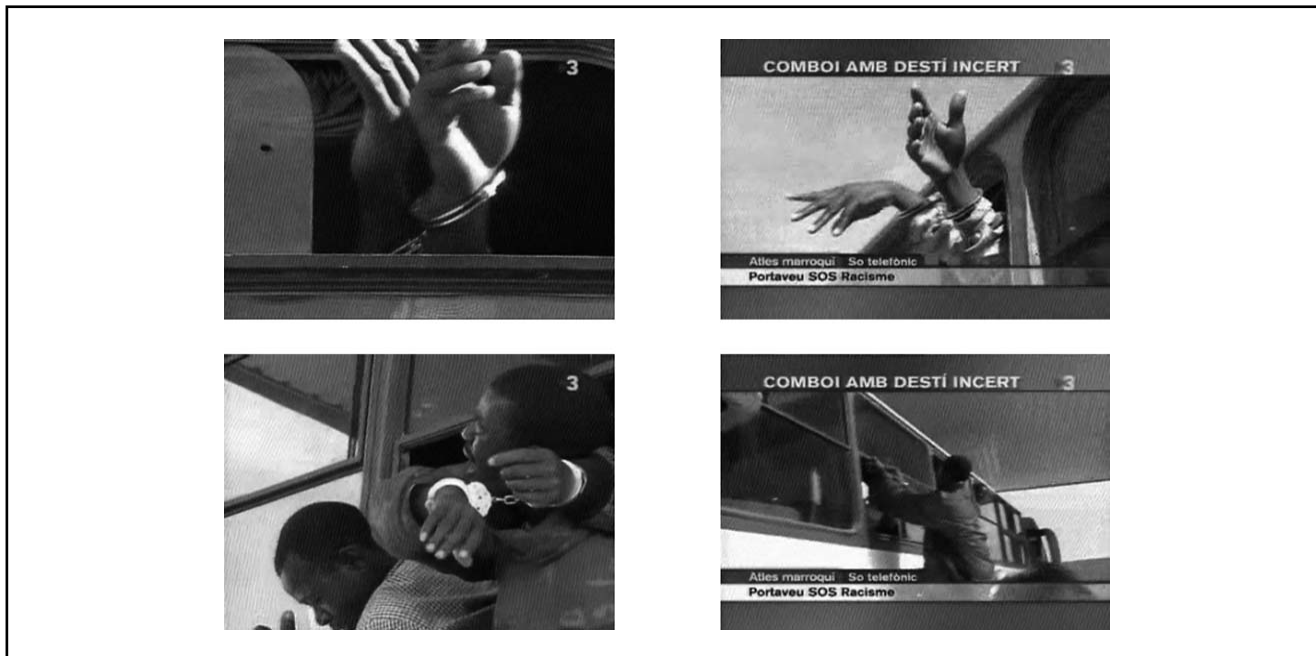 3
COMBOI AMB DESTÍ INCERT 3
Atles marroquí So telefònic
Portaveu SOS Racisme
3
COMBOI AMB DESTÍ INCERT 3
Atles marroquí So telefònic
Portaveu SOS Racisme